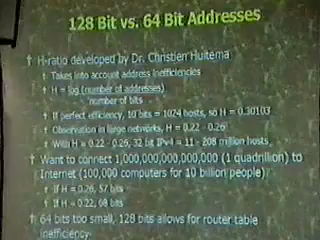 128 Bit vs. 64 Bit Addresses
† H-ratio developed by Dr. Christien Huitema
† Takes into account address inefficiencies
† H = log (number of addresses)
number of bits
† If perfect efficiency, 10 bits = 1024 hosts, so H = 0.30103
† Observation in large networks, H = 0.22 - 0.26
† With H = 0.22 - 0.26, 32 bit IPv4 = 11 - 208 million hosts
† Want to connect 1,000,000,000,000,000 (1 quadrillion) to
Internet (100,000 computers for 10 billion people)
† If H = 0.26, 57 bits
† If H = 0.22, 68 bits
† 64 bits too small, 128 bits allows for router table
inefficiency